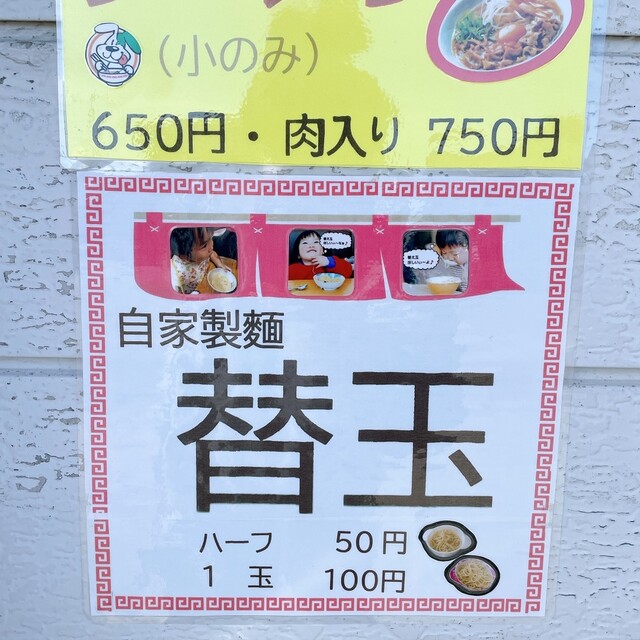 (小のみ)
650円・肉入り 750円
自家製麺
替玉
ハーフ 50円
1 玉 100円